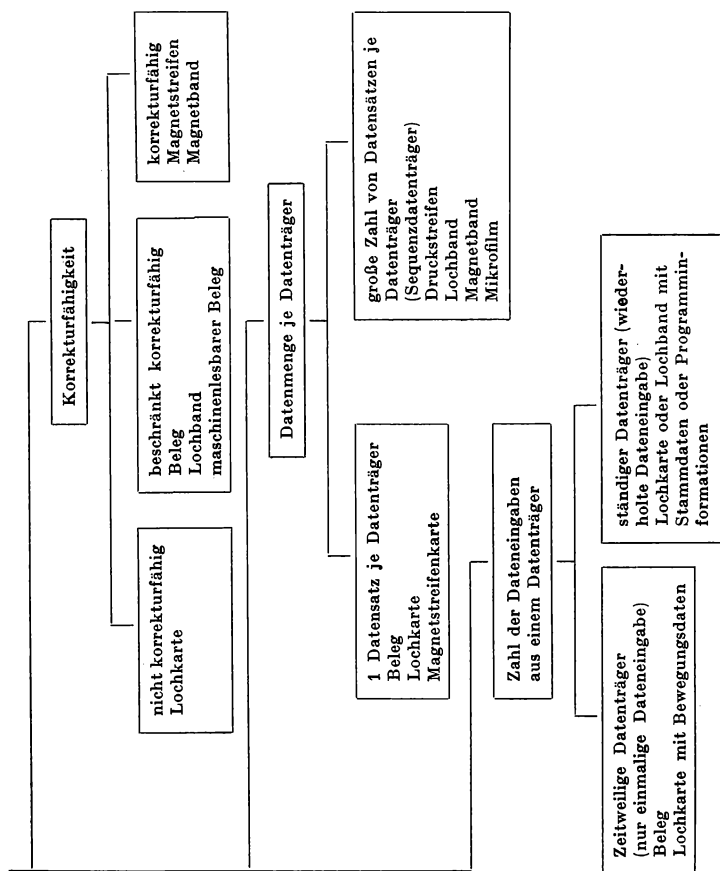 Korrekturfähigkeit
nicht korrekturfähig
Lochkarte
beschränkt korrekturfähig
Beleg
Lochband
maschinenlesbarer Beleg
korrekturfähig
Magnetstreifen
Magnetband
Datenmenge je Datenträger
1 Datensatz je Datenträger
Beleg
Lochkarte
Magnetstreifenkarte
große Zahl von Datensätzen je
Datenträger
(Sequenzdatenträger)
Druckstreifen
Lochband
Magnetband
Mikrofilm
Zahl der Dateneingaben
aus einem Datenträger
Zeitweilige Datenträger
(nur einmalige Dateneingabe)
Beleg
Lochkarte mit Bewegungsdaten
ständiger Datenträger (wieder-
holte Dateneingabe)
Lochkarte oder Lochband mit
Stammdaten oder Programmin-
formationen